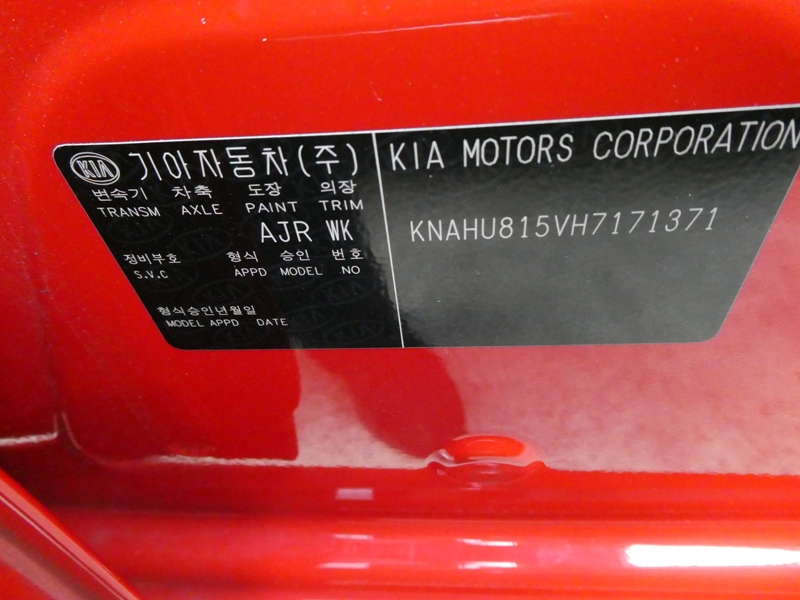 KIA 기아자동차(주)
변속기 차축 도장 의장
TRANSM AXLE PAINT TRIM
AJR WK
정비부호 형식 승인 번호
S.V.C APPD MODEL NO
형식승인년월일
MODEL APPD DATE
KIA MOTORS CORPORATION
KNAHU815VH7171371